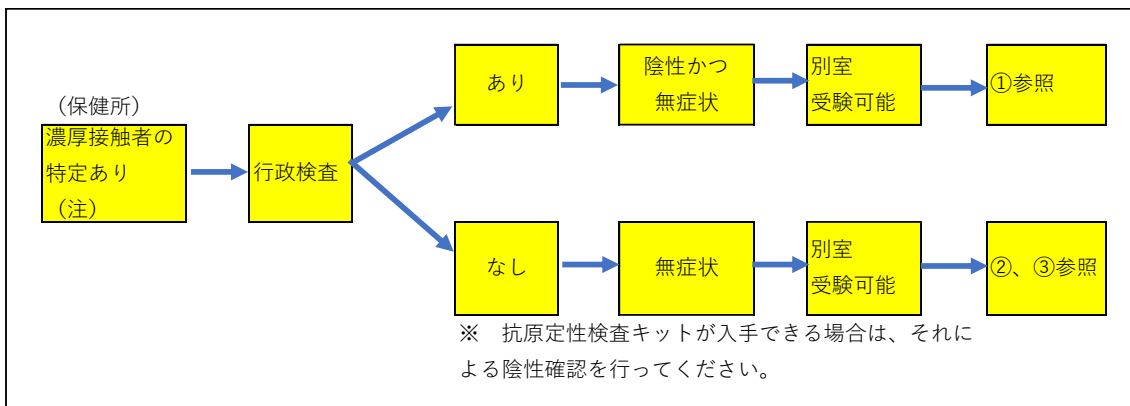 （保健所）
濃厚接触者の
特定あり
（注）
行政検査
あり
陰性かつ
無症状
別室
受験可能
①参照
なし
無症状
別室
受験可能
②、③参照
※　抗原定性検査キットが入手できる場合は、それに
よる陰性確認を行ってください。